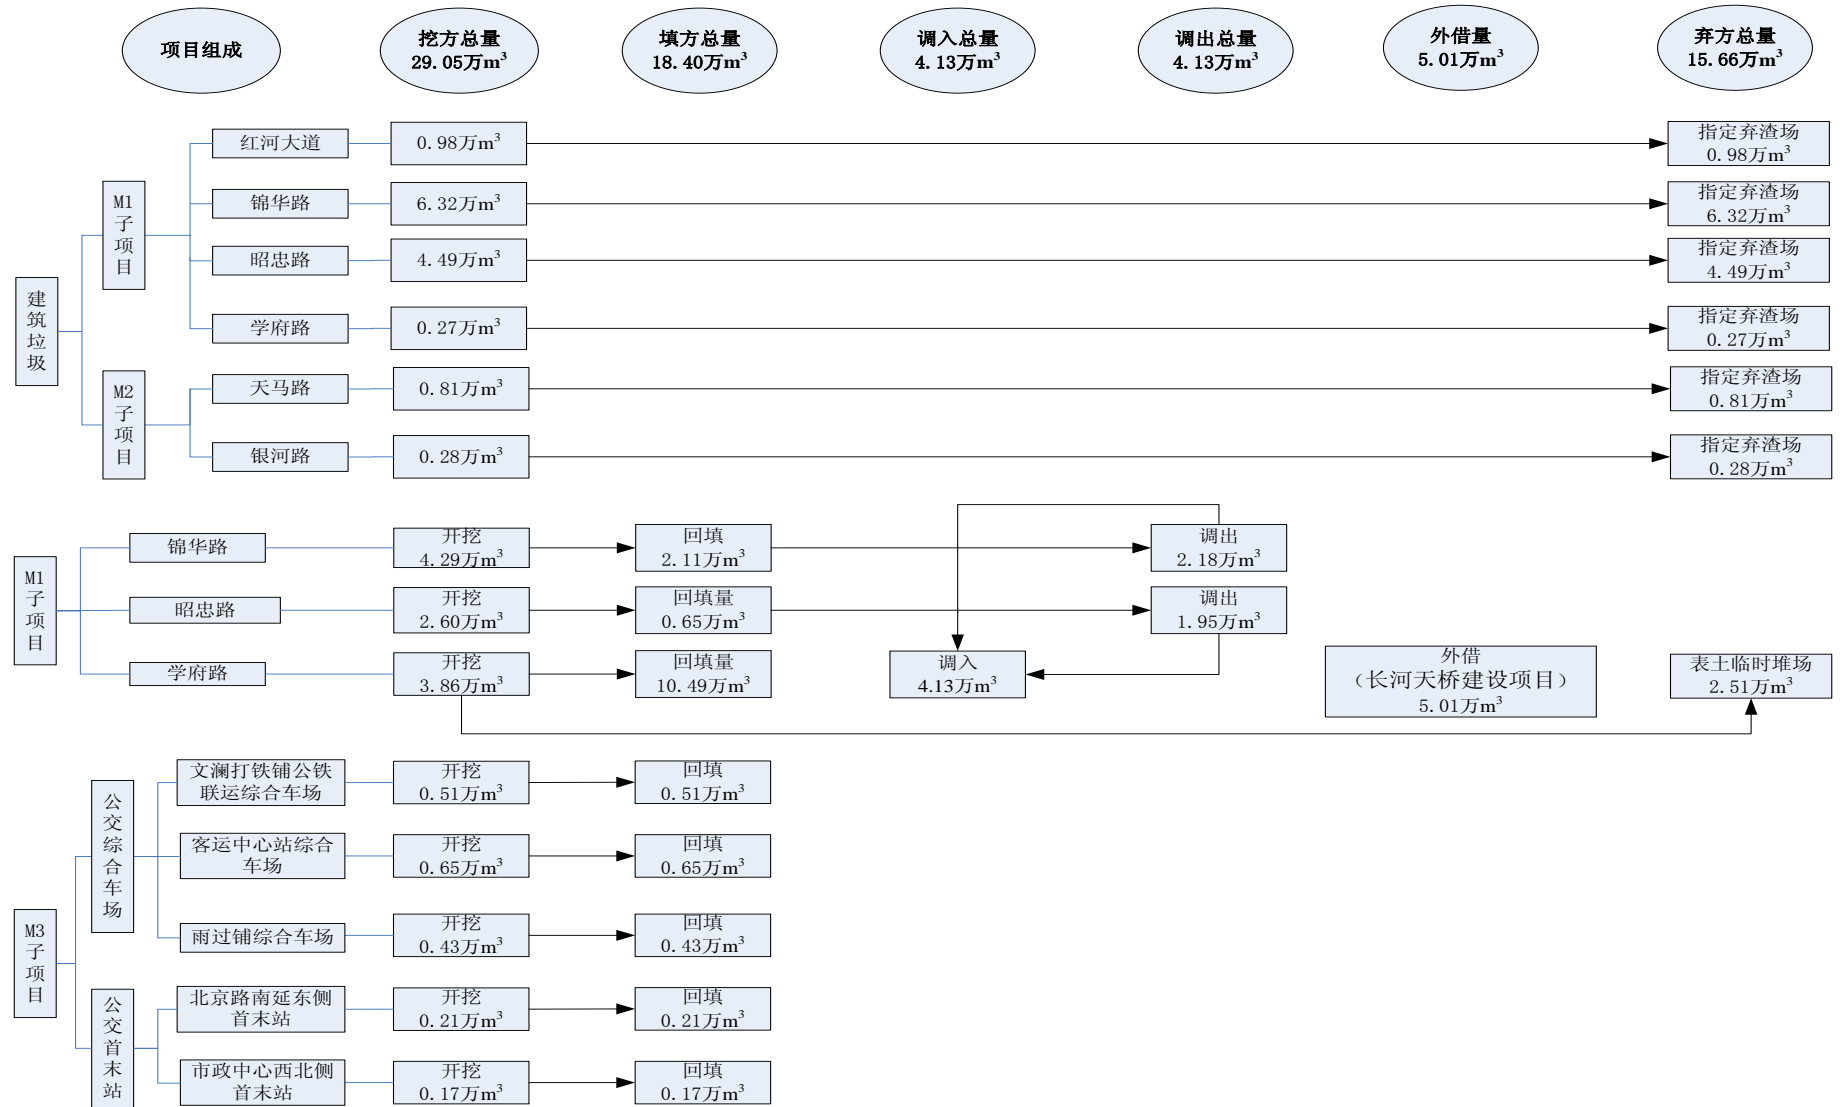 项目组成
挖方总量
29.05万m³
填方总量
18.40万m³
调入总量
4.13万m³
调出总量
4.13万m³
外借量
5.01万m³
弃方总量
15.66万m³
建筑垃圾
M1子项目
红河大道
0.98万m³
指定弃渣场
0.98万m³
锦华路
6.32万m³
指定弃渣场
6.32万m³
昭忠路
4.49万m³
指定弃渣场
4.49万m³
学府路
0.27万m³
指定弃渣场
0.27万m³
M2子项目
天马路
0.81万m³
指定弃渣场
0.81万m³
银河路
0.28万m³
指定弃渣场
0.28万m³
M1子项目
锦华路
开挖
4.29万m³
回填
2.11万m³
调出
2.18万m³
昭忠路
开挖
2.60万m³
回填量
0.65万m³
调出
1.95万m³
学府路
开挖
3.86万m³
回填量
10.49万m³
调入
4.13万m³
外借
（长河天桥建设项目）
5.01万m³
表土临时堆场
2.51万m³
M3子项目
公交综合车场
文澜打铁铺公铁
联运综合车场
开挖
0.51万m³
回填
0.51万m³
客运中心站综合
车场
开挖
0.65万m³
回填
0.65万m³
雨过铺综合车场
开挖
0.43万m³
回填
0.43万m³
公交首末站
北京路南延东侧
首末站
开挖
0.21万m³
回填
0.21万m³
市政中心西北侧
首末站
开挖
0.17万m³
回填
0.17万m³